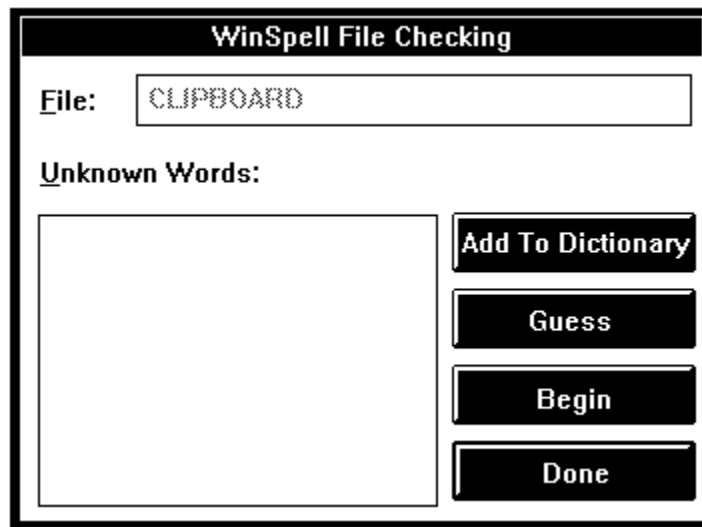 WinSpell File Checking
File: CLIPBOARD
Unknown Words:
Add To Dictionary
Guess
Begin
Done